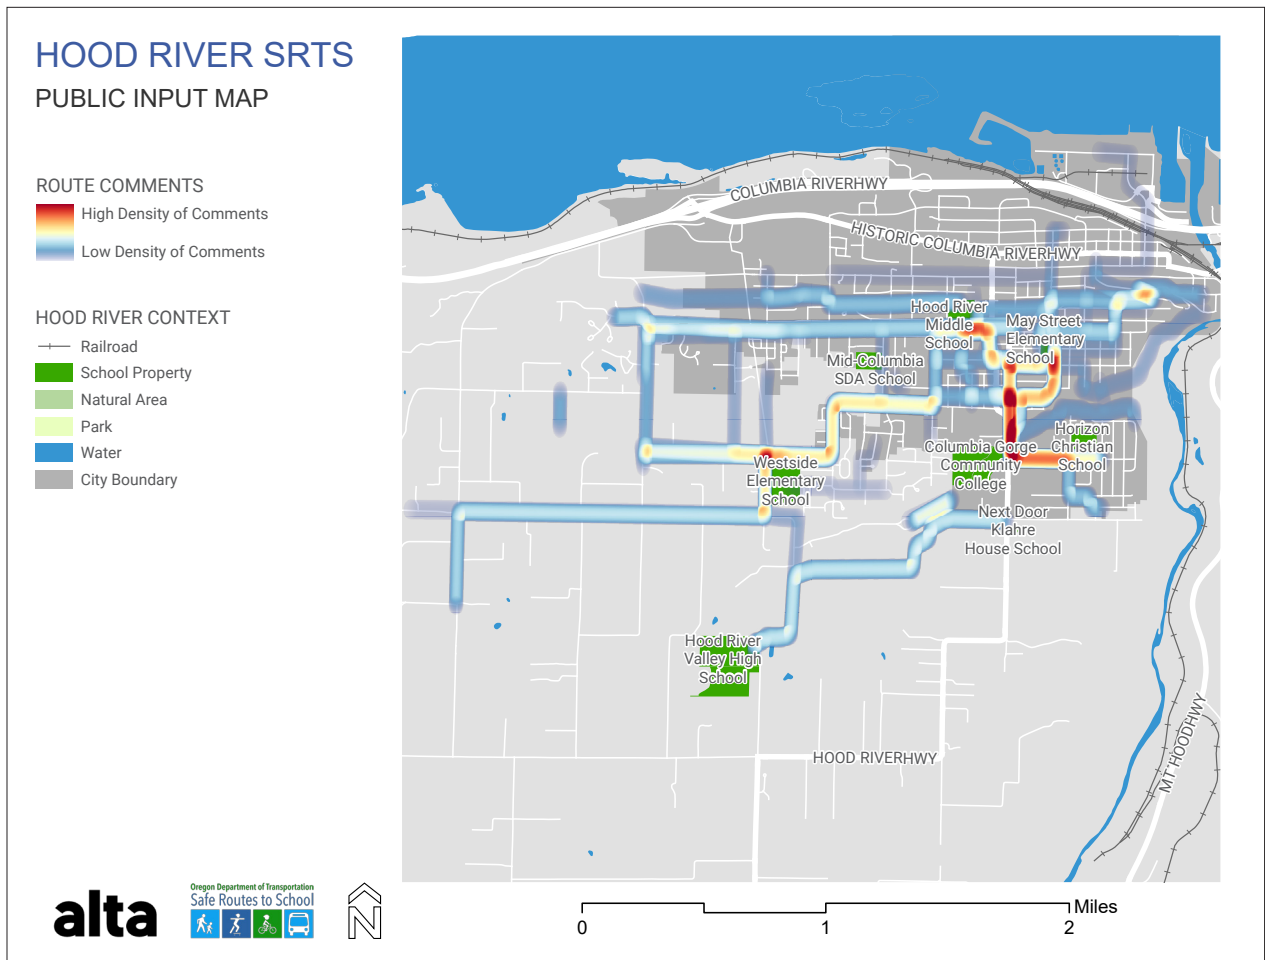 HOOD RIVER SRTS
PUBLIC INPUT MAP
ROUTE COMMENTS
High Density of Comments
Low Density of Comments
HOOD RIVER CONTEXT
Railroad
School Property
Natural Area
Park
Water
City Boundary
COLUMBIA RIVERHWY
HISTORIC COLUMBIA RIVERHWY
Hood River
Middle
School
May Street
Elementary
School
Mid-Columbia
SDA School
Horizon
Christian
School
Columbia Gorge
Community
College
Westside
Elementary
School
Next Door
Klahre
House School
Hood River
Valley High
School
HOOD RIVERHWY
MT HOODHWY
alta
Oregon Department of Transportation
Safe Routes to School
N
Miles
0
1
2